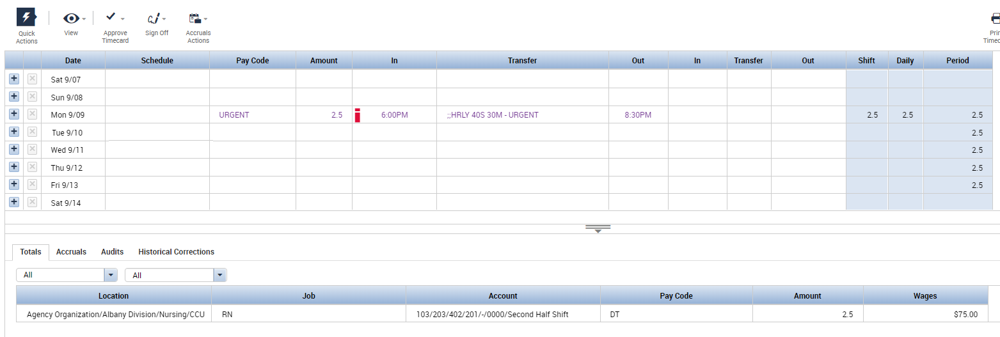 Quick Actions View Approve Timecard Sign Off Accruals Actions
Date Schedule Pay Code Amount In Transfer Out In Transfer Out Shift Daily Period
Sat 9/07
Sun 9/08
Mon 9/09 URGENT 2.5 6:00PM ;;HRLY 40S 30M - URGENT 8:30PM 2.5 2.5 2.5
Tue 9/10 2.5
Wed 9/11 2.5
Thu 9/12 2.5
Fri 9/13 2.5
Sat 9/14
Totals Accruals Audits Historical Corrections
All All
Location Job Account Pay Code Amount Wages
Agency Organization/Albany Division/Nursing/CCU RN 103/203/402/201/-/0000/Second Half Shift DT 2.5 $75.00